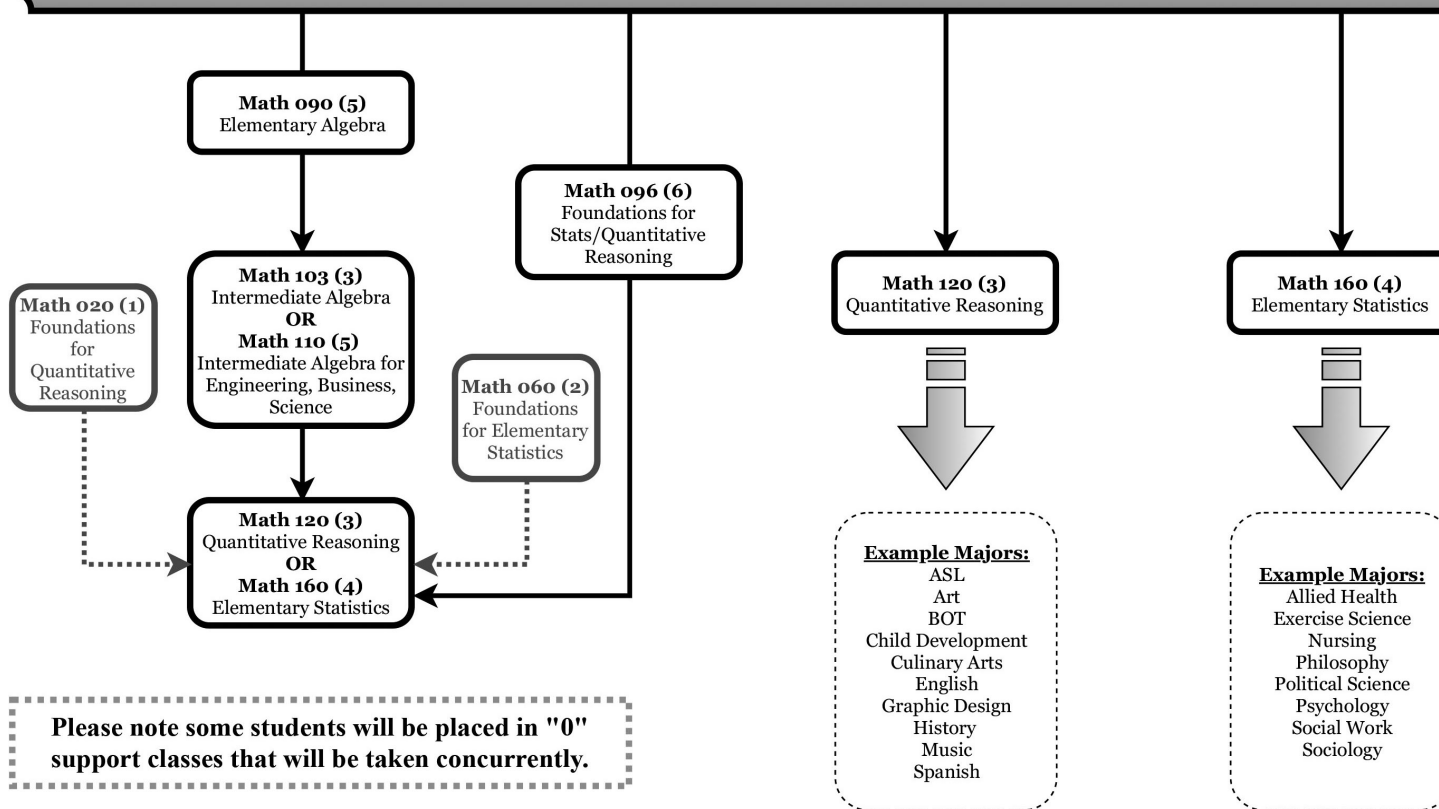 Math 090 (5)
Elementary Algebra
Math 096 (6)
Foundations for
Stats/Quantitative
Reasoning
Math 103 (3)
Intermediate Algebra
OR
Math 110 (5)
Intermediate Algebra for
Engineering, Business,
Science
Math 020 (1)
Foundations
for
Quantitative
Reasoning
Math 060 (2)
Foundations
for Elementary
Statistics
Math 120 (3)
Quantitative Reasoning
OR
Math 160 (4)
Elementary Statistics
Math 120 (3)
Quantitative Reasoning
Math 160 (4)
Elementary Statistics
Example Majors:
ASL
Art
BOT
Child Development
Culinary Arts
English
Graphic Design
History
Music
Spanish
Example Majors:
Allied Health
Exercise Science
Nursing
Philosophy
Political Science
Psychology
Social Work
Sociology
Please note some students will be placed in "0"
support classes that will be taken concurrently.